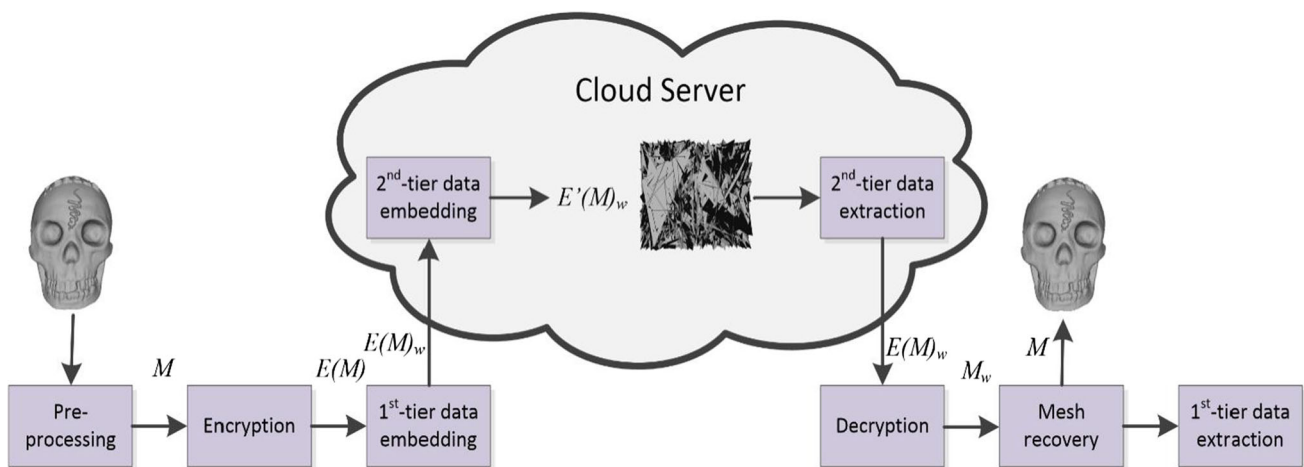 Cloud Server
2nd-tier data
embedding
E'(M)w
2nd-tier data
extraction
E(M)w
E(M)w
M
E(M)
M
Mw
Pre-
processing
Encryption
1st-tier data
embedding
Decryption
Mesh
recovery
1st-tier data
extraction